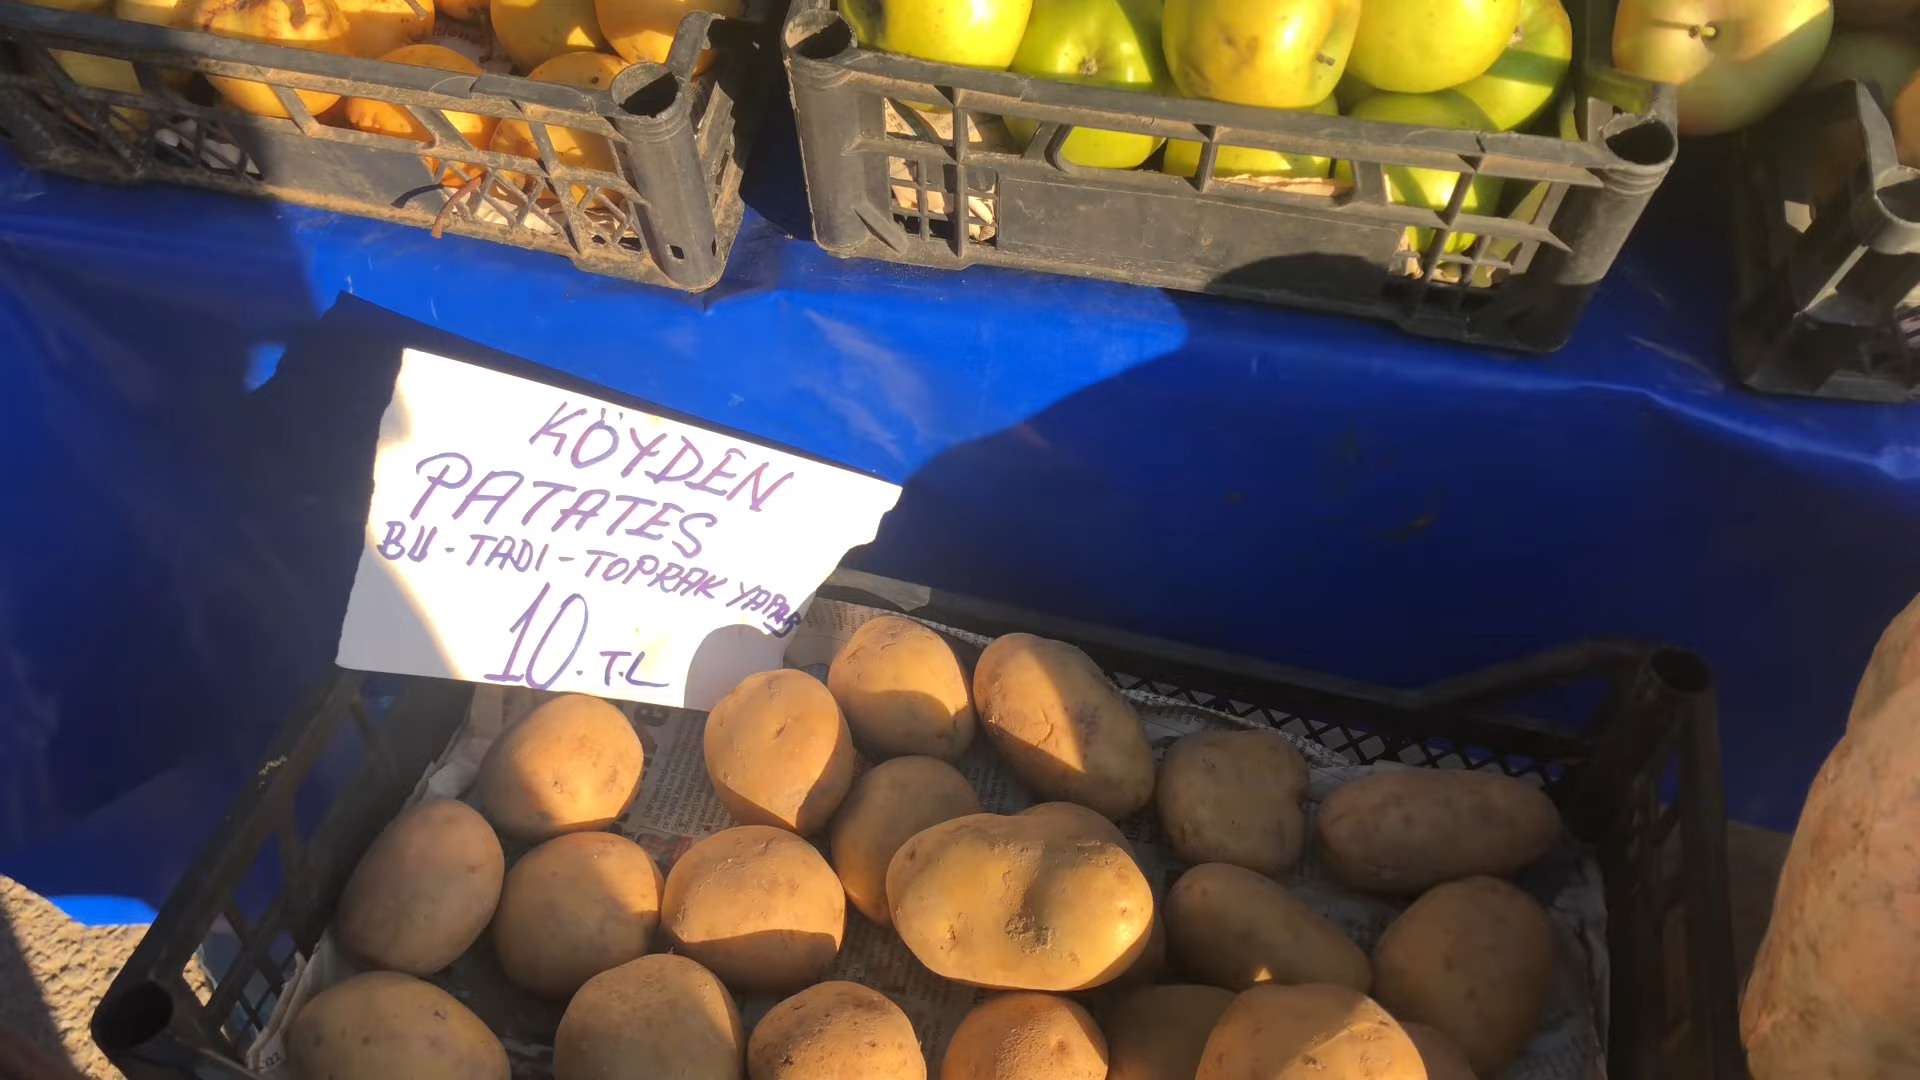 KÖYDEN
PATATES
BU - TADI - TOPRAK YAPAR
10.T.L